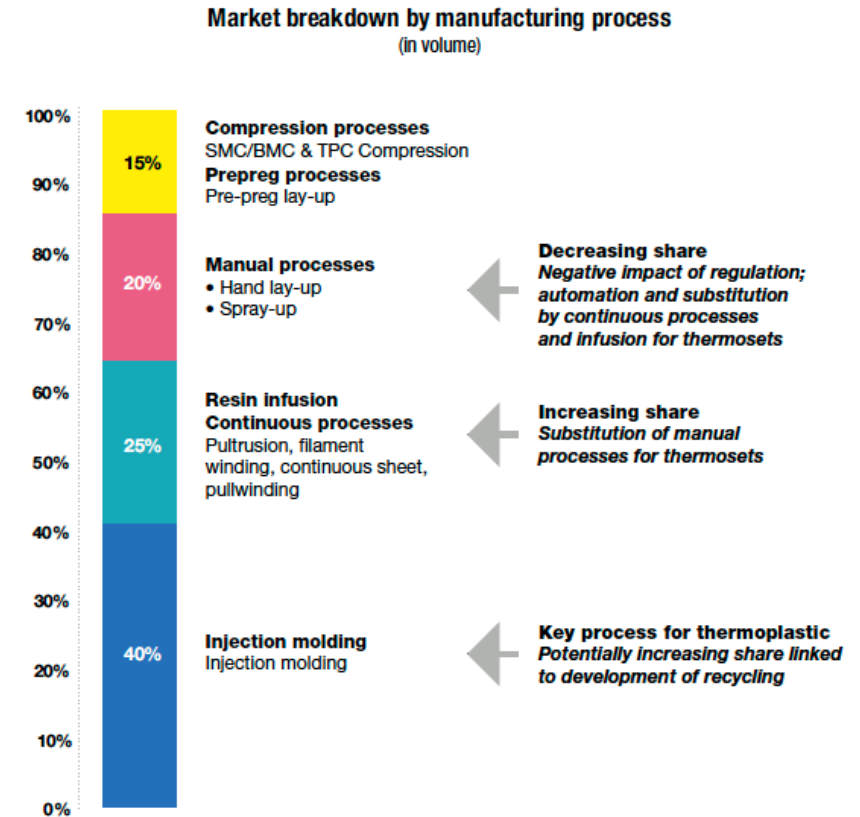 Market breakdown by manufacturing process
(in volume)
100%
90%
80%
70%
60%
50%
40%
30%
20%
10%
0%
15%
20%
25%
40%
Compression processes
SMC/BMC & TPC Compression
Prepreg processes
Pre-preg lay-up
Manual processes
• Hand lay-up
• Spray-up
Decreasing share
Negative impact of regulation;
automation and substitution
by continuous processes
and infusion for thermosets
Resin infusion
Continuous processes
Pultrusion, filament
winding, continuous sheet,
pullwinding
Increasing share
Substitution of manual
processes for thermosets
Injection molding
Injection molding
Key process for thermoplastic
Potentially increasing share linked
to development of recycling